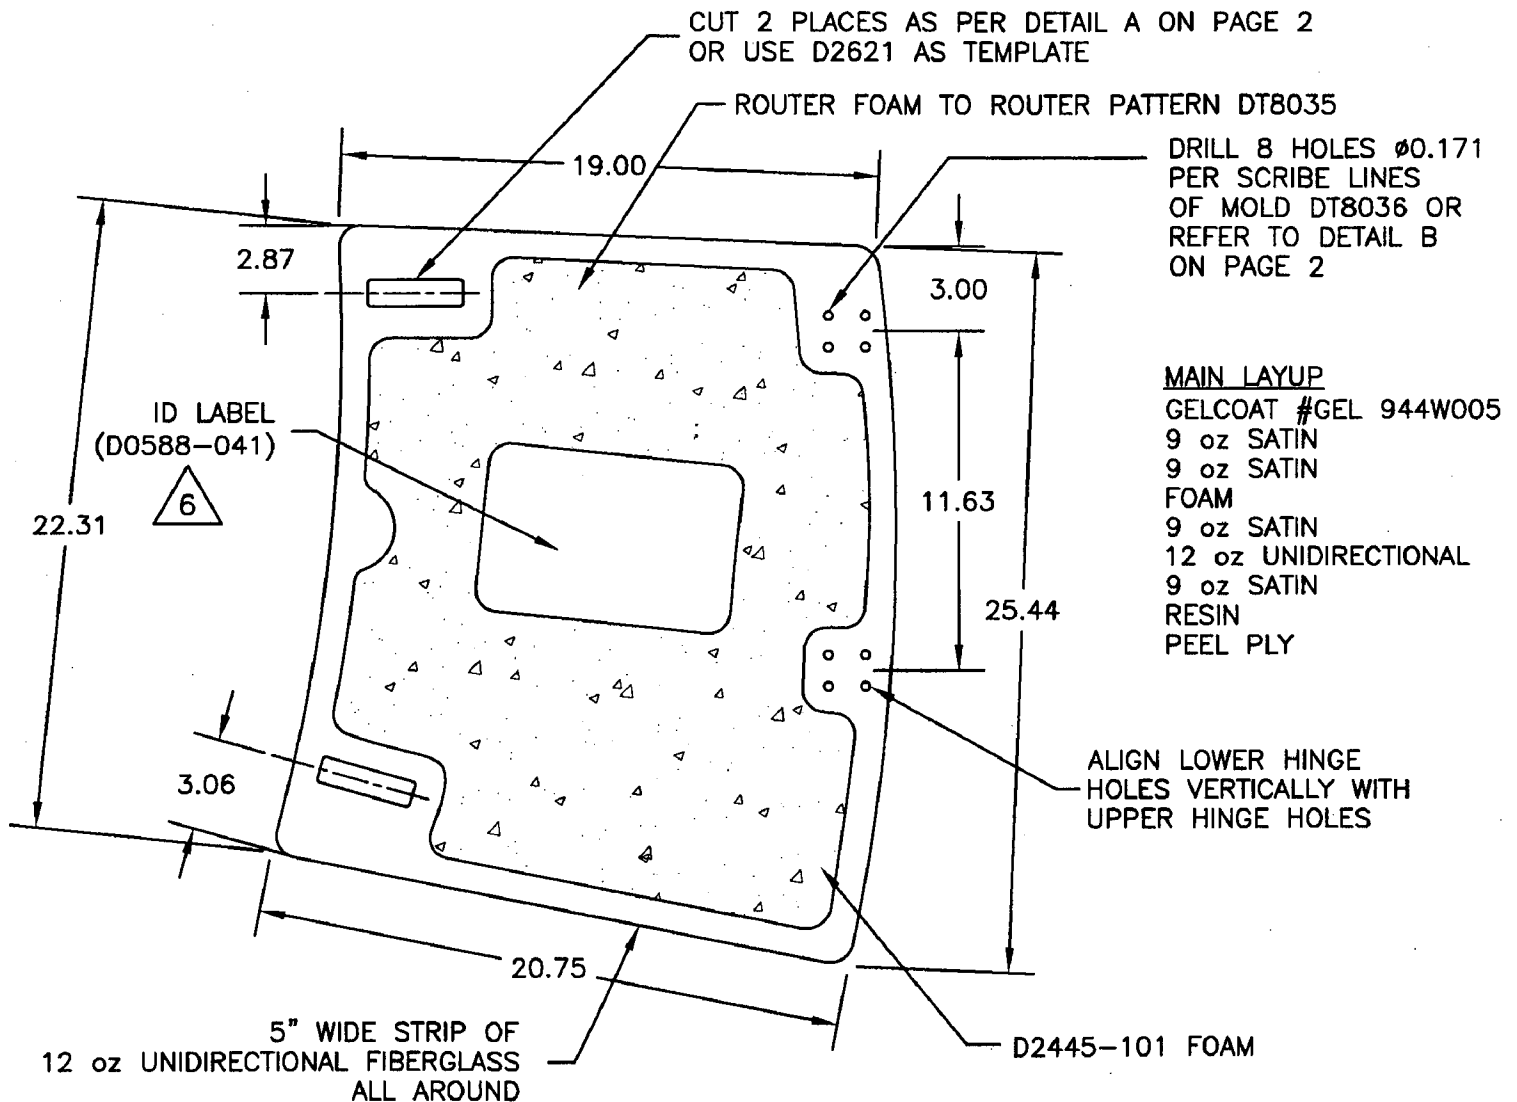 CUT 2 PLACES AS PER DETAIL A ON PAGE 2
OR USE D2621 AS TEMPLATE
ROUTER FOAM TO ROUTER PATTERN DT8035
DRILL 8 HOLES ø0.171
PER SCRIBE LINES
OF MOLD DT8036 OR
REFER TO DETAIL B
ON PAGE 2
19.00
2.87
3.00
MAIN LAYUP
GELCOAT #GEL 944W005
9 oz SATIN
9 oz SATIN
FOAM
9 oz SATIN
12 oz UNIDIRECTIONAL
9 oz SATIN
RESIN
PEEL PLY
ID LABEL
(D0588-041)
6
22.31
11.63
25.44
3.06
ALIGN LOWER HINGE
HOLES VERTICALLY WITH
UPPER HINGE HOLES
20.75
5" WIDE STRIP OF
12 oz UNIDIRECTIONAL FIBERGLASS
ALL AROUND
D2445-101 FOAM